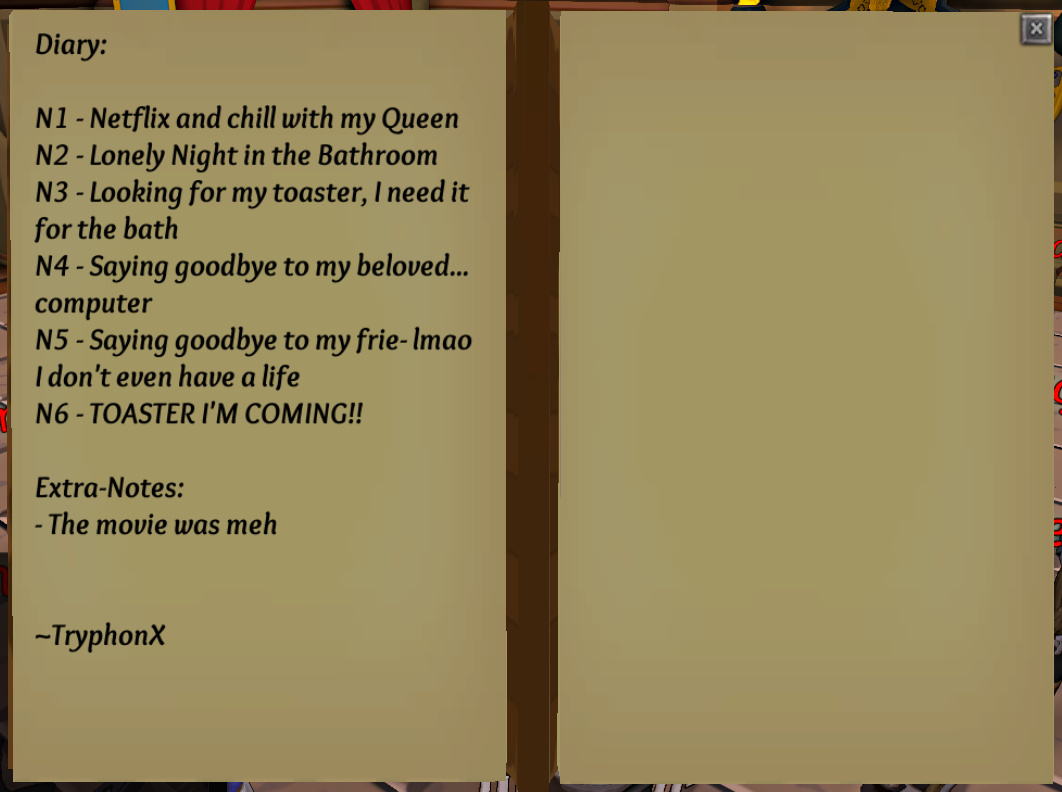 Diary:
N1 - Netflix and chill with my Queen
N2 - Lonely Night in the Bathroom
N3 - Looking for my toaster, I need it
for the bath
N4 - Saying goodbye to my beloved...
computer
N5 - Saying goodbye to my frie- lmao
I don't even have a life
N6 - TOASTER I'M COMING!!
Extra-Notes:
- The movie was meh
~TryphonX